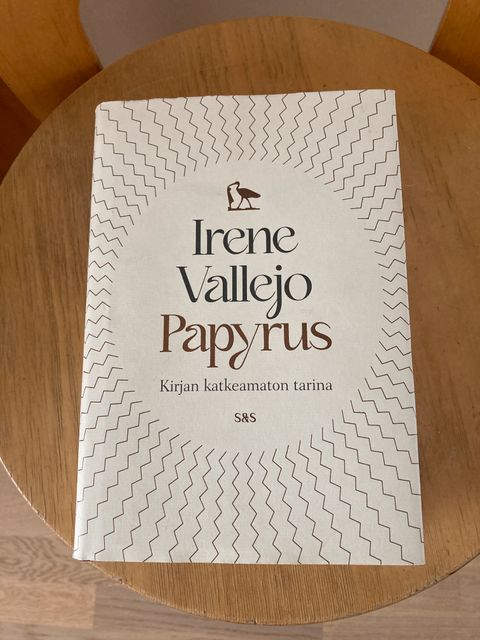 Irene
Vallejo
Papyrus
Kirjan katkeamaton tarina
S&S